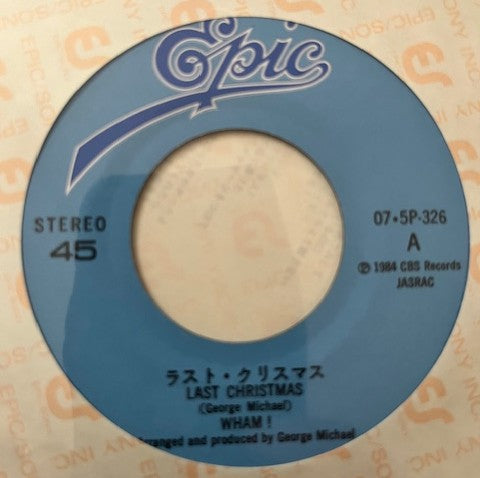 Epic
STEREO
45
07・5P-326
A
Ⓟ 1984 CBS Records
JASRAC
ラスト・クリスマス
LAST CHRISTMAS
(George Michael)
WHAM !
Arranged and produced by George Michael